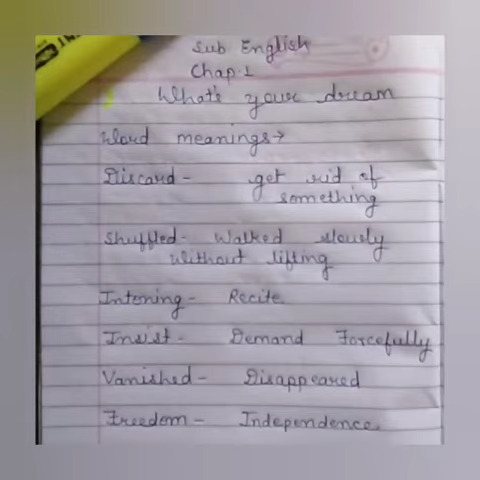 Sub English
Chap. 1
What's your dream
Word meanings→
Discard - get rid of
something
Shuffled - Walked slowly
without lifting
Intoning - Recite
Insist - Demand Forcefully
Vanished - Disappeared
Freedom - Independence.